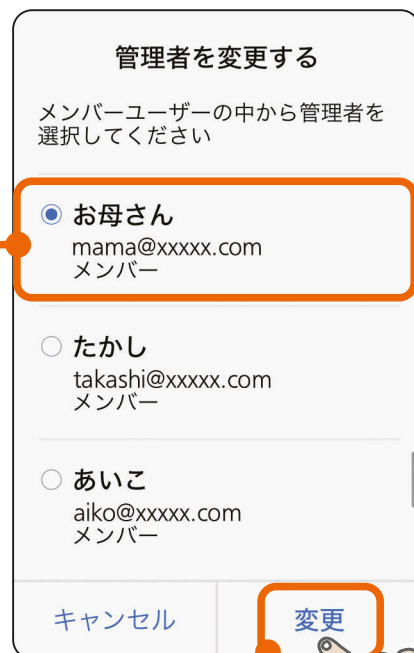 管理者を変更する
メンバーユーザーの中から管理者を
選択してください
お母さん
mama@xxxxx.com
メンバー
たかし
takashi@xxxxx.com
メンバー
あいこ
aiko@xxxxx.com
メンバー
キャンセル
変更